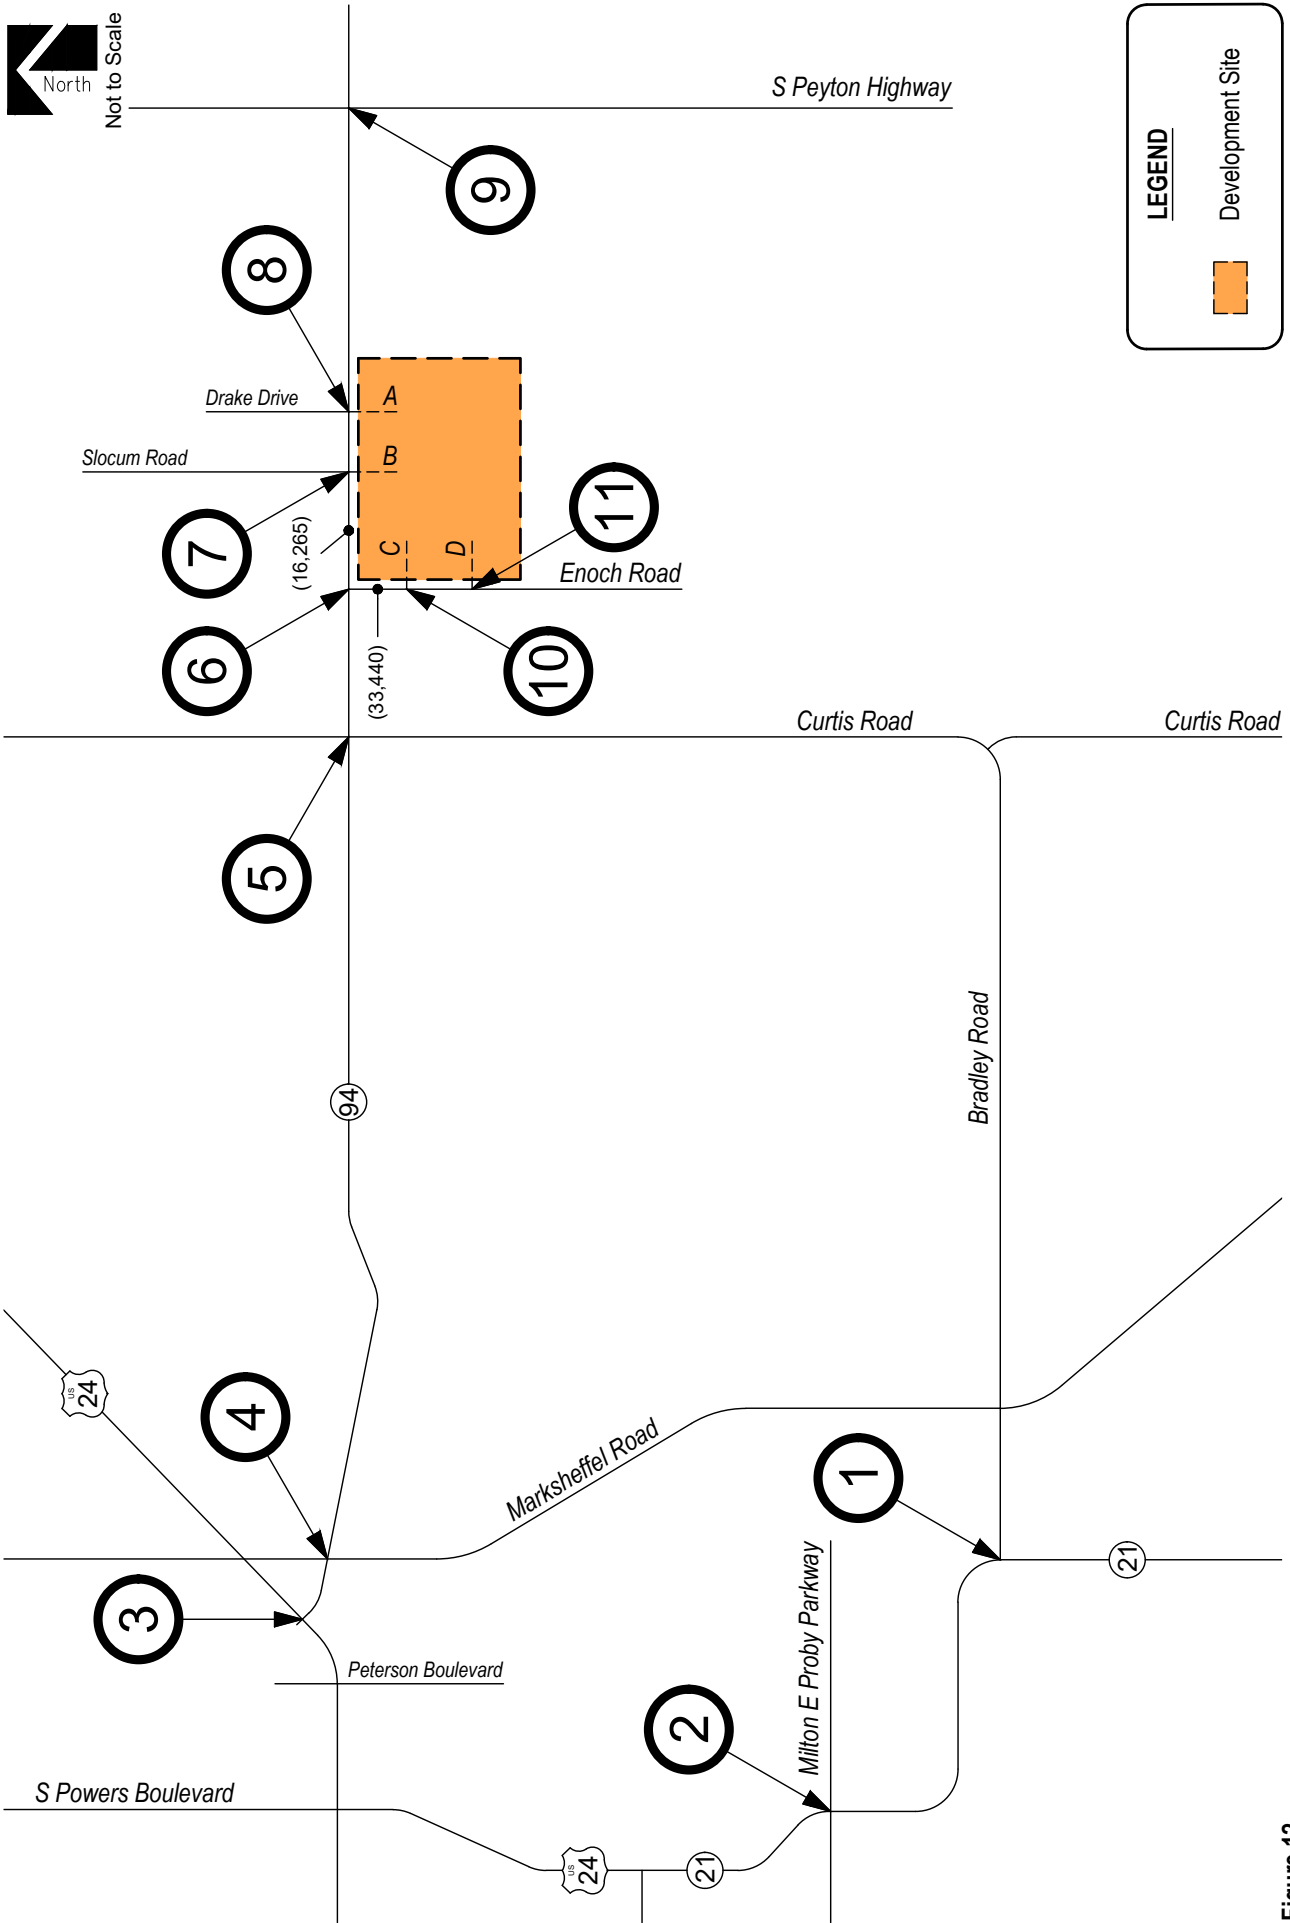 North
Not to Scale
S Peyton Highway
LEGEND
Development Site
9
8
Drake Drive
A
Slocum Road
B
7
(16,265)
C
D
11
Enoch Road
6
(33,440)
10
Curtis Road
Curtis Road
5
94
Bradley Road
US
24
4
Marksheffel Road
1
3
Milton E Proby Parkway
21
Peterson Boulevard
2
S Powers Boulevard
US
24
21